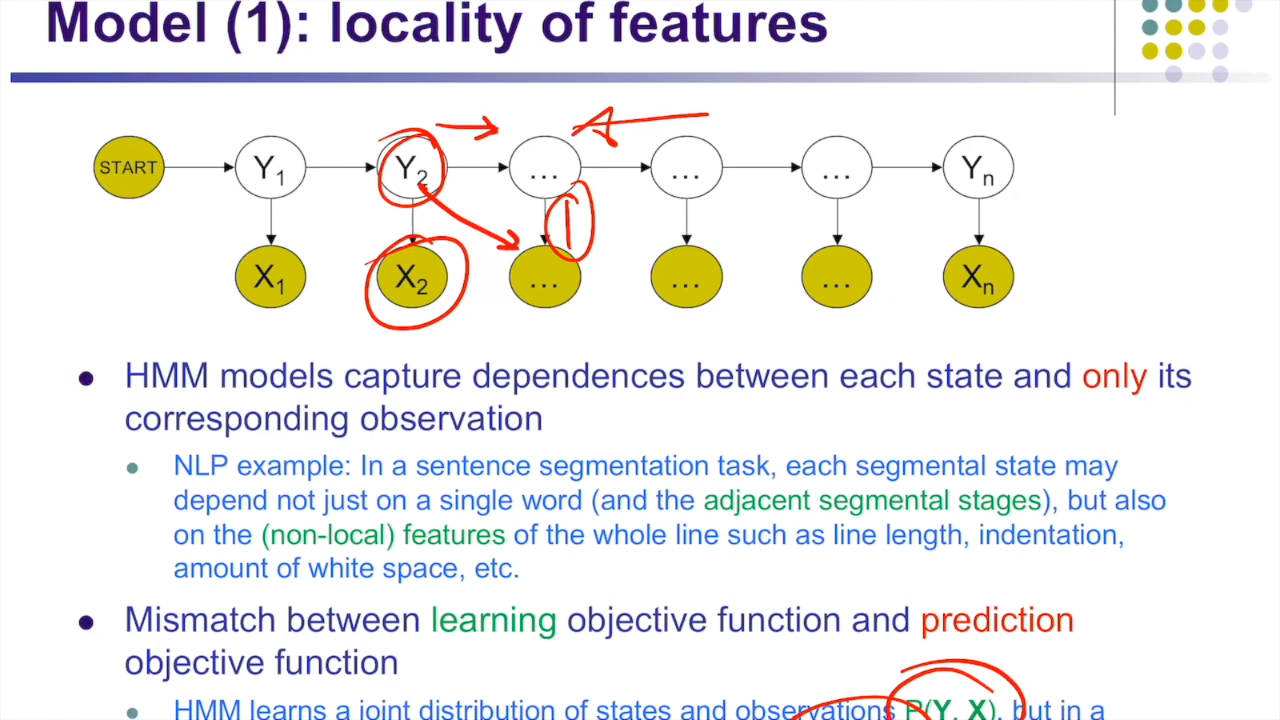 Model (1): locality of features
START Y1 Y2 ... ... ... Yn
X1 X2 ... ... ... Xn
HMM models capture dependences between each state and only its
corresponding observation
NLP example: In a sentence segmentation task, each segmental state may
depend not just on a single word (and the adjacent segmental stages), but also
on the (non-local) features of the whole line such as line length, indentation,
amount of white space, etc.
Mismatch between learning objective function and prediction
objective function
HMM learns a joint distribution of states and observations P(Y, X), but in a